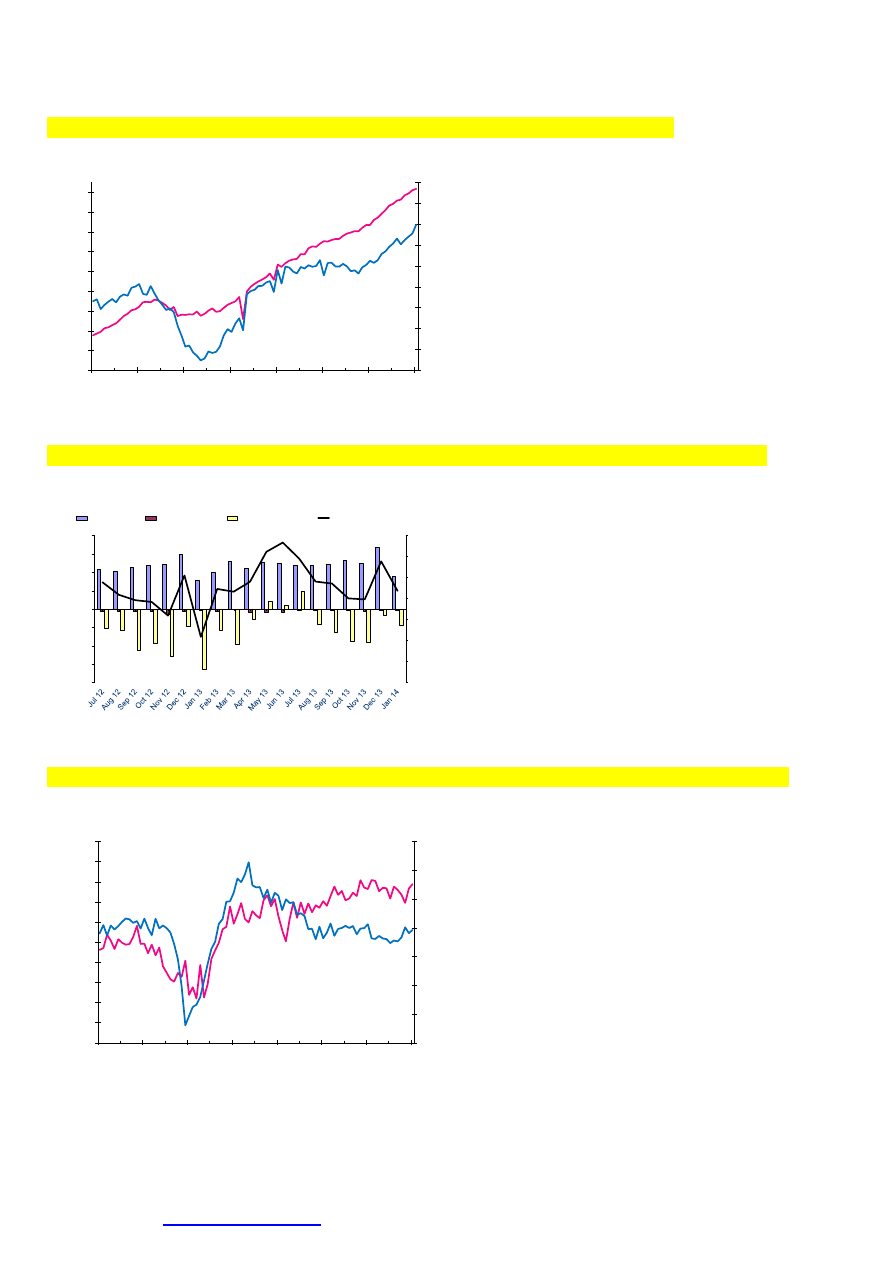 Jul 12
Aug 12
Sep 12
Oct 12
Nov 12
Dec 12
Jan 13
Feb 13
Mar 13
Apr 13
May 13
Jun 13
Jul 13
Aug 13
Sep 13
Oct 13
Nov 13
Dec 13
Jan 14